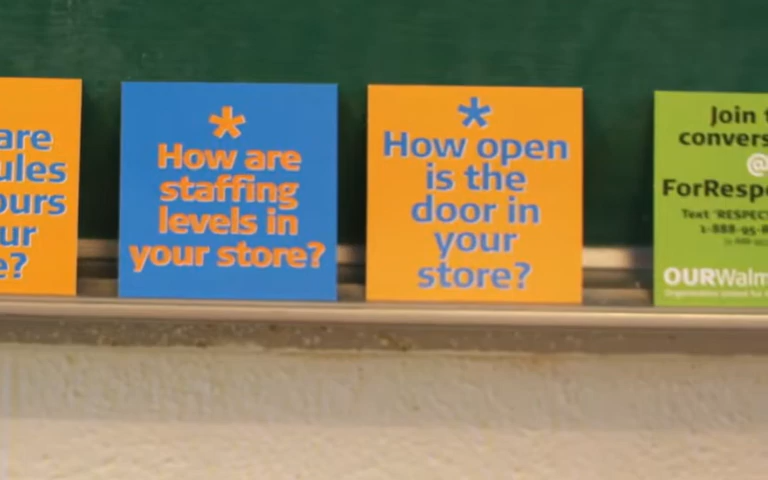 are
ules
ours
ur
e?
*
How are
staffing
levels in
your store?
*
How open
is the
door in
your
store?
Join t
convers
@
ForRespe
Text 'RESPECT
1-888-95-
OURWalm